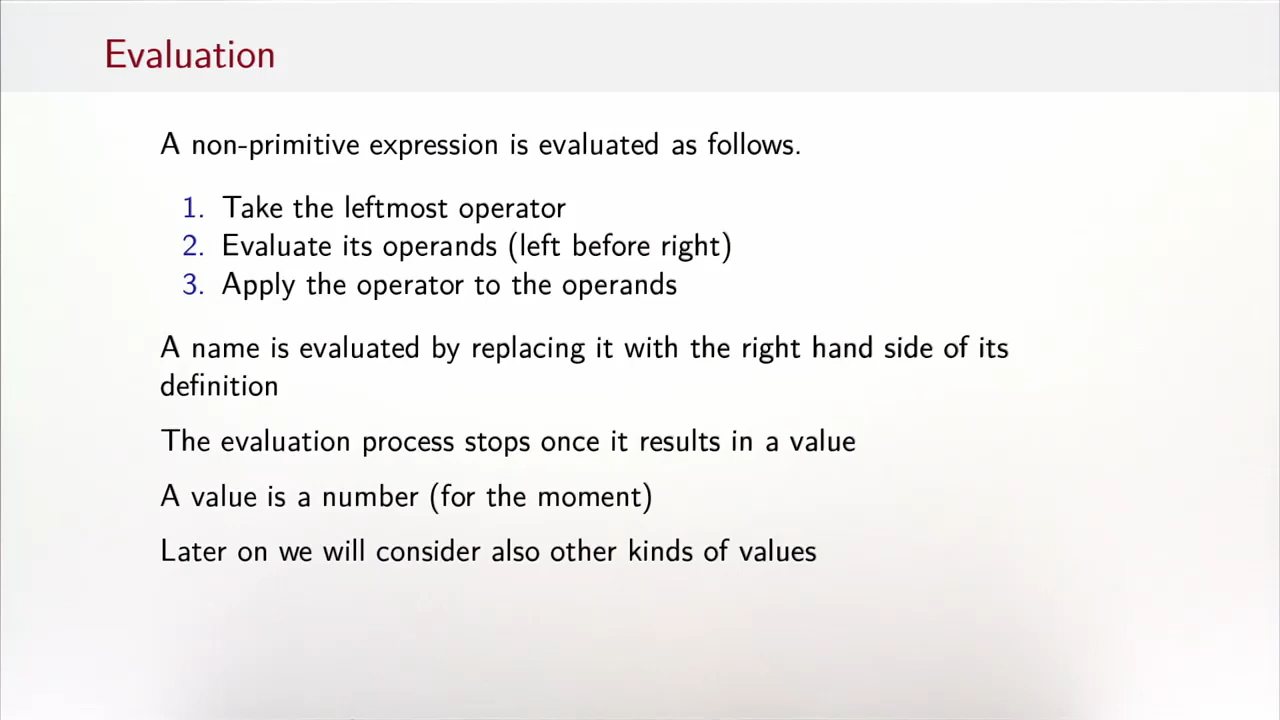 Evaluation
A non-primitive expression is evaluated as follows.
1. Take the leftmost operator
2. Evaluate its operands (left before right)
3. Apply the operator to the operands
A name is evaluated by replacing it with the right hand side of its
definition
The evaluation process stops once it results in a value
A value is a number (for the moment)
Later on we will consider also other kinds of values